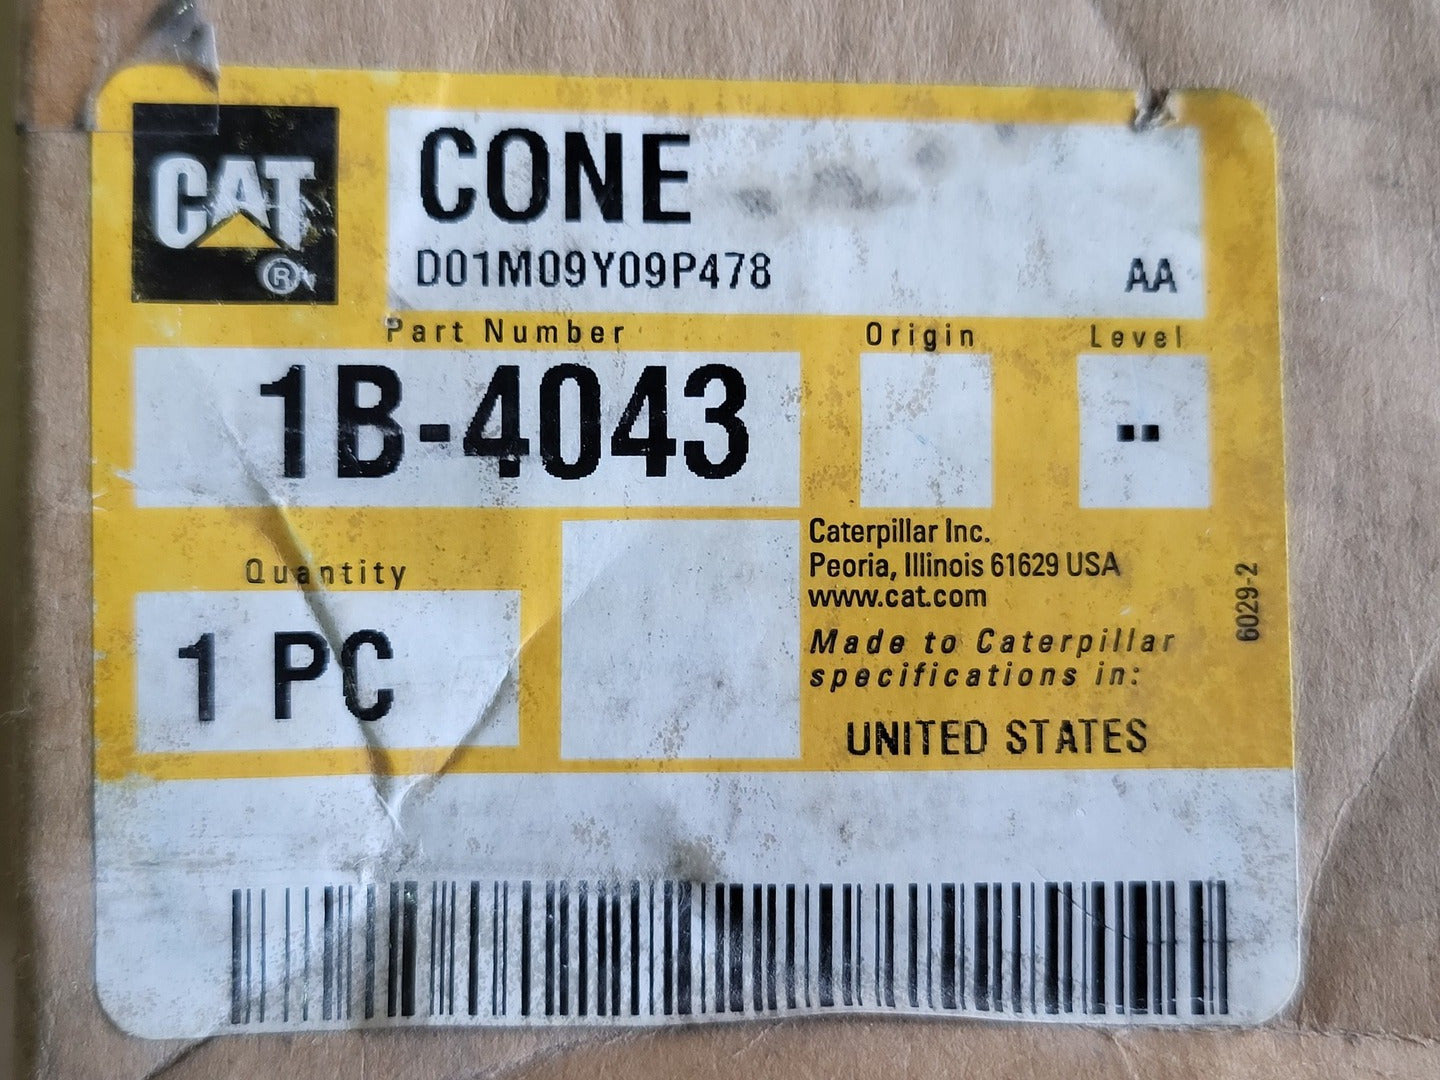 CAT
®
CONE
D01M09Y09P478
AA
Part Number
Origin
Level
1B-4043
--
Quantity
1 PC
Caterpillar Inc.
Peoria, Illinois 61629 USA
www.cat.com
Made to Caterpillar
specifications in:
UNITED STATES
6029-2